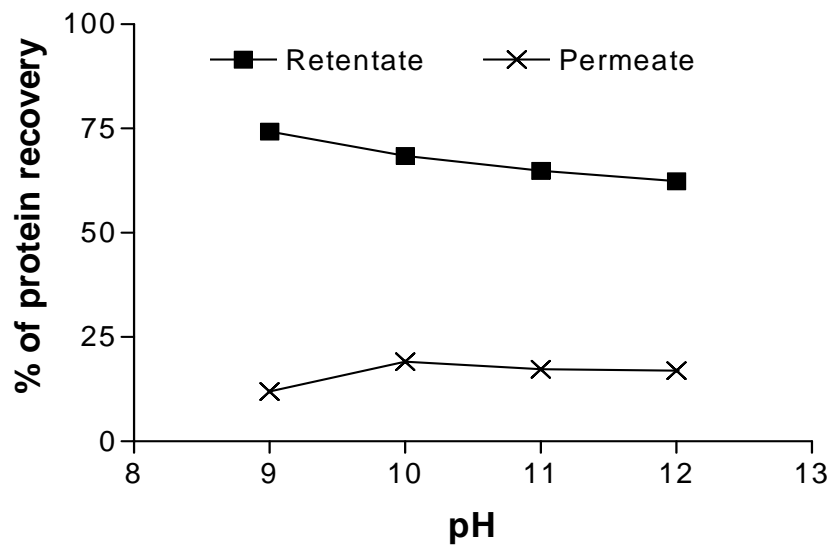 100
Retentate Permeate
75
50
25
0
% of protein recovery
8 9 10 11 12 13
pH